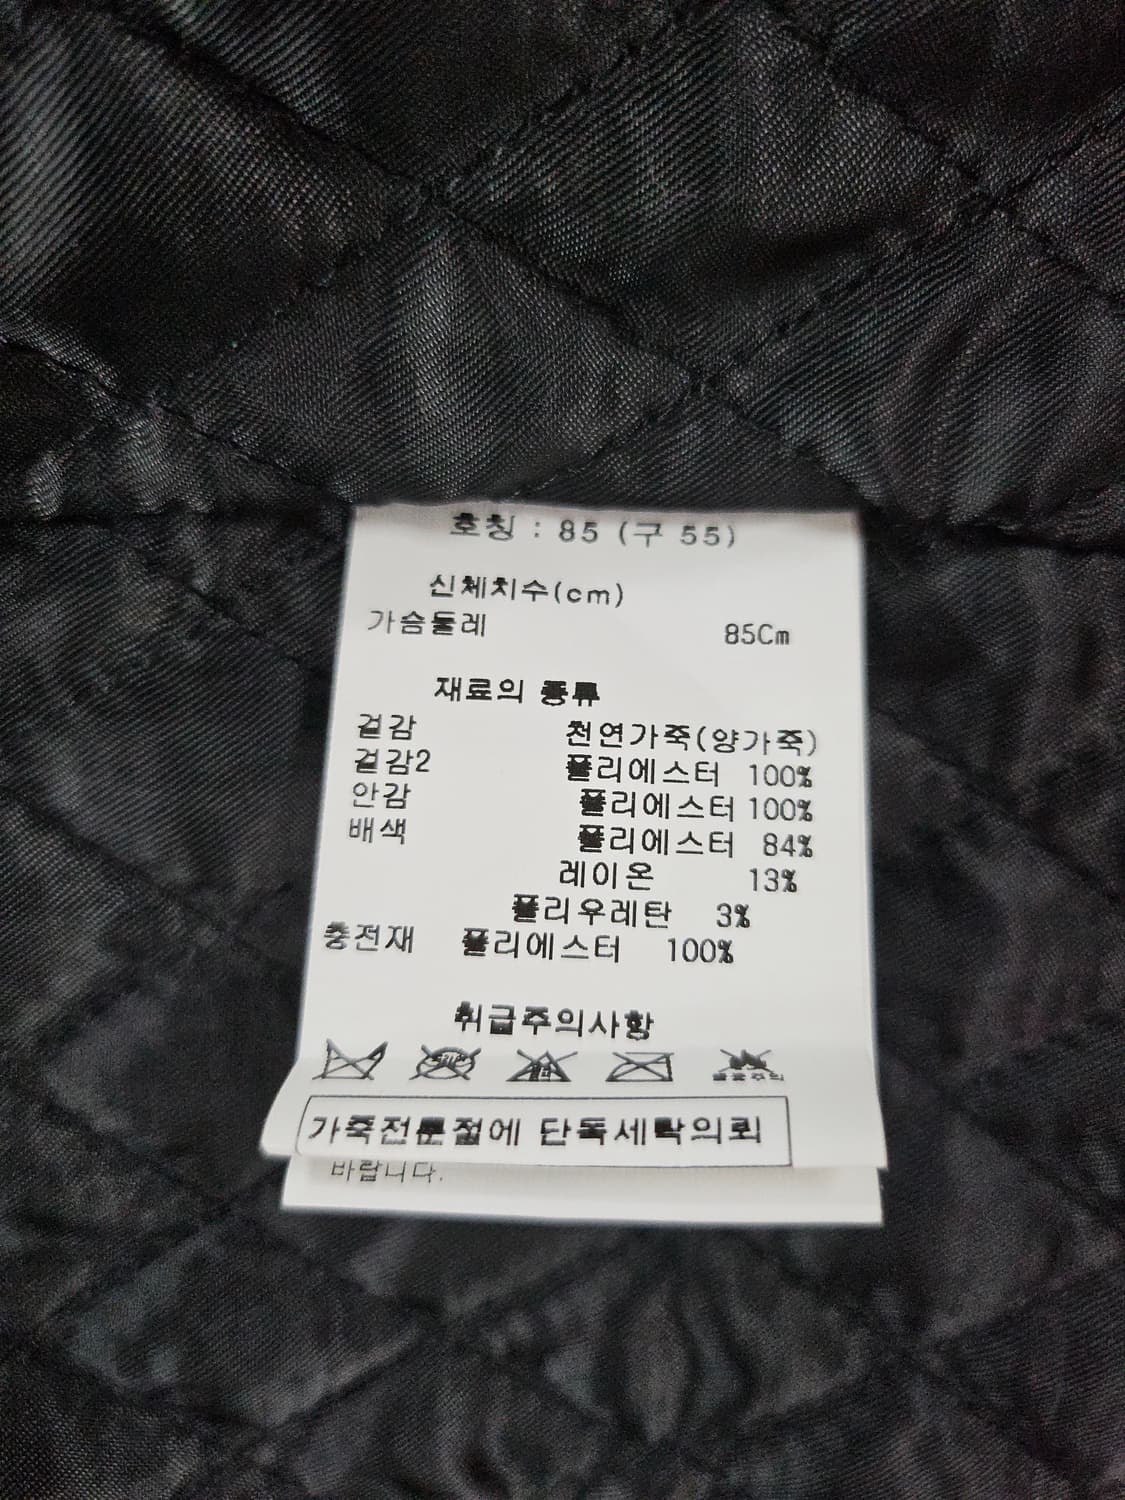 호칭 : 85 (구 55)
신체치수(cm)
가슴둘레 85Cm
재료의 종류
겉감 천연가죽(양가죽)
겉감2 폴리에스터 100%
안감 폴리에스터 100%
배색 폴리에스터 84%
레이온 13%
폴리우레탄 3%
충전재 폴리에스터 100%
취급주의사항
가죽전문점에 단독세탁의뢰
바랍니다.